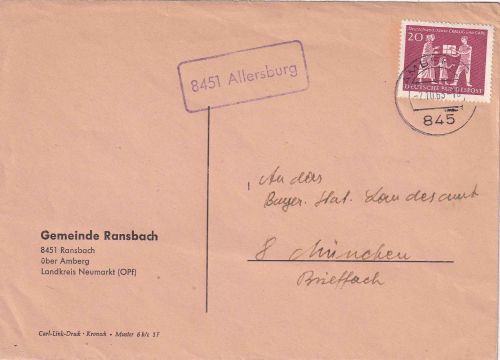 8451 Allersburg
20
DEUTSCHE BUNDESPOST
845
An das
Bayer. Stat. Landesamt
8 München
Brieffach
Gemeinde Ransbach
8451 Ransbach
über Amberg
Landkreis Neumarkt (OPf)
Carl-Link-Druck · Kronach · Muster 6 b/c 57